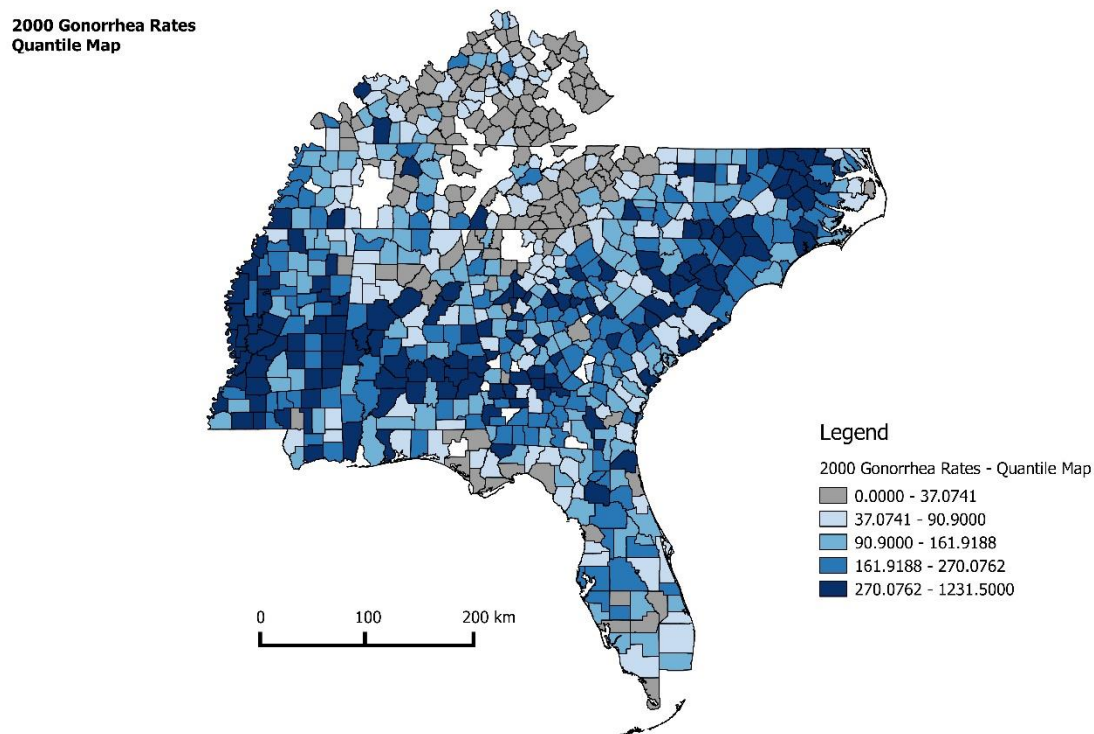 2000 Gonorrhea Rates
Quantile Map
Legend
2000 Gonorrhea Rates - Quantile Map
0.0000 - 37.0741
37.0741 - 90.9000
90.9000 - 161.9188
161.9188 - 270.0762
270.0762 - 1231.5000
0 100 200 km